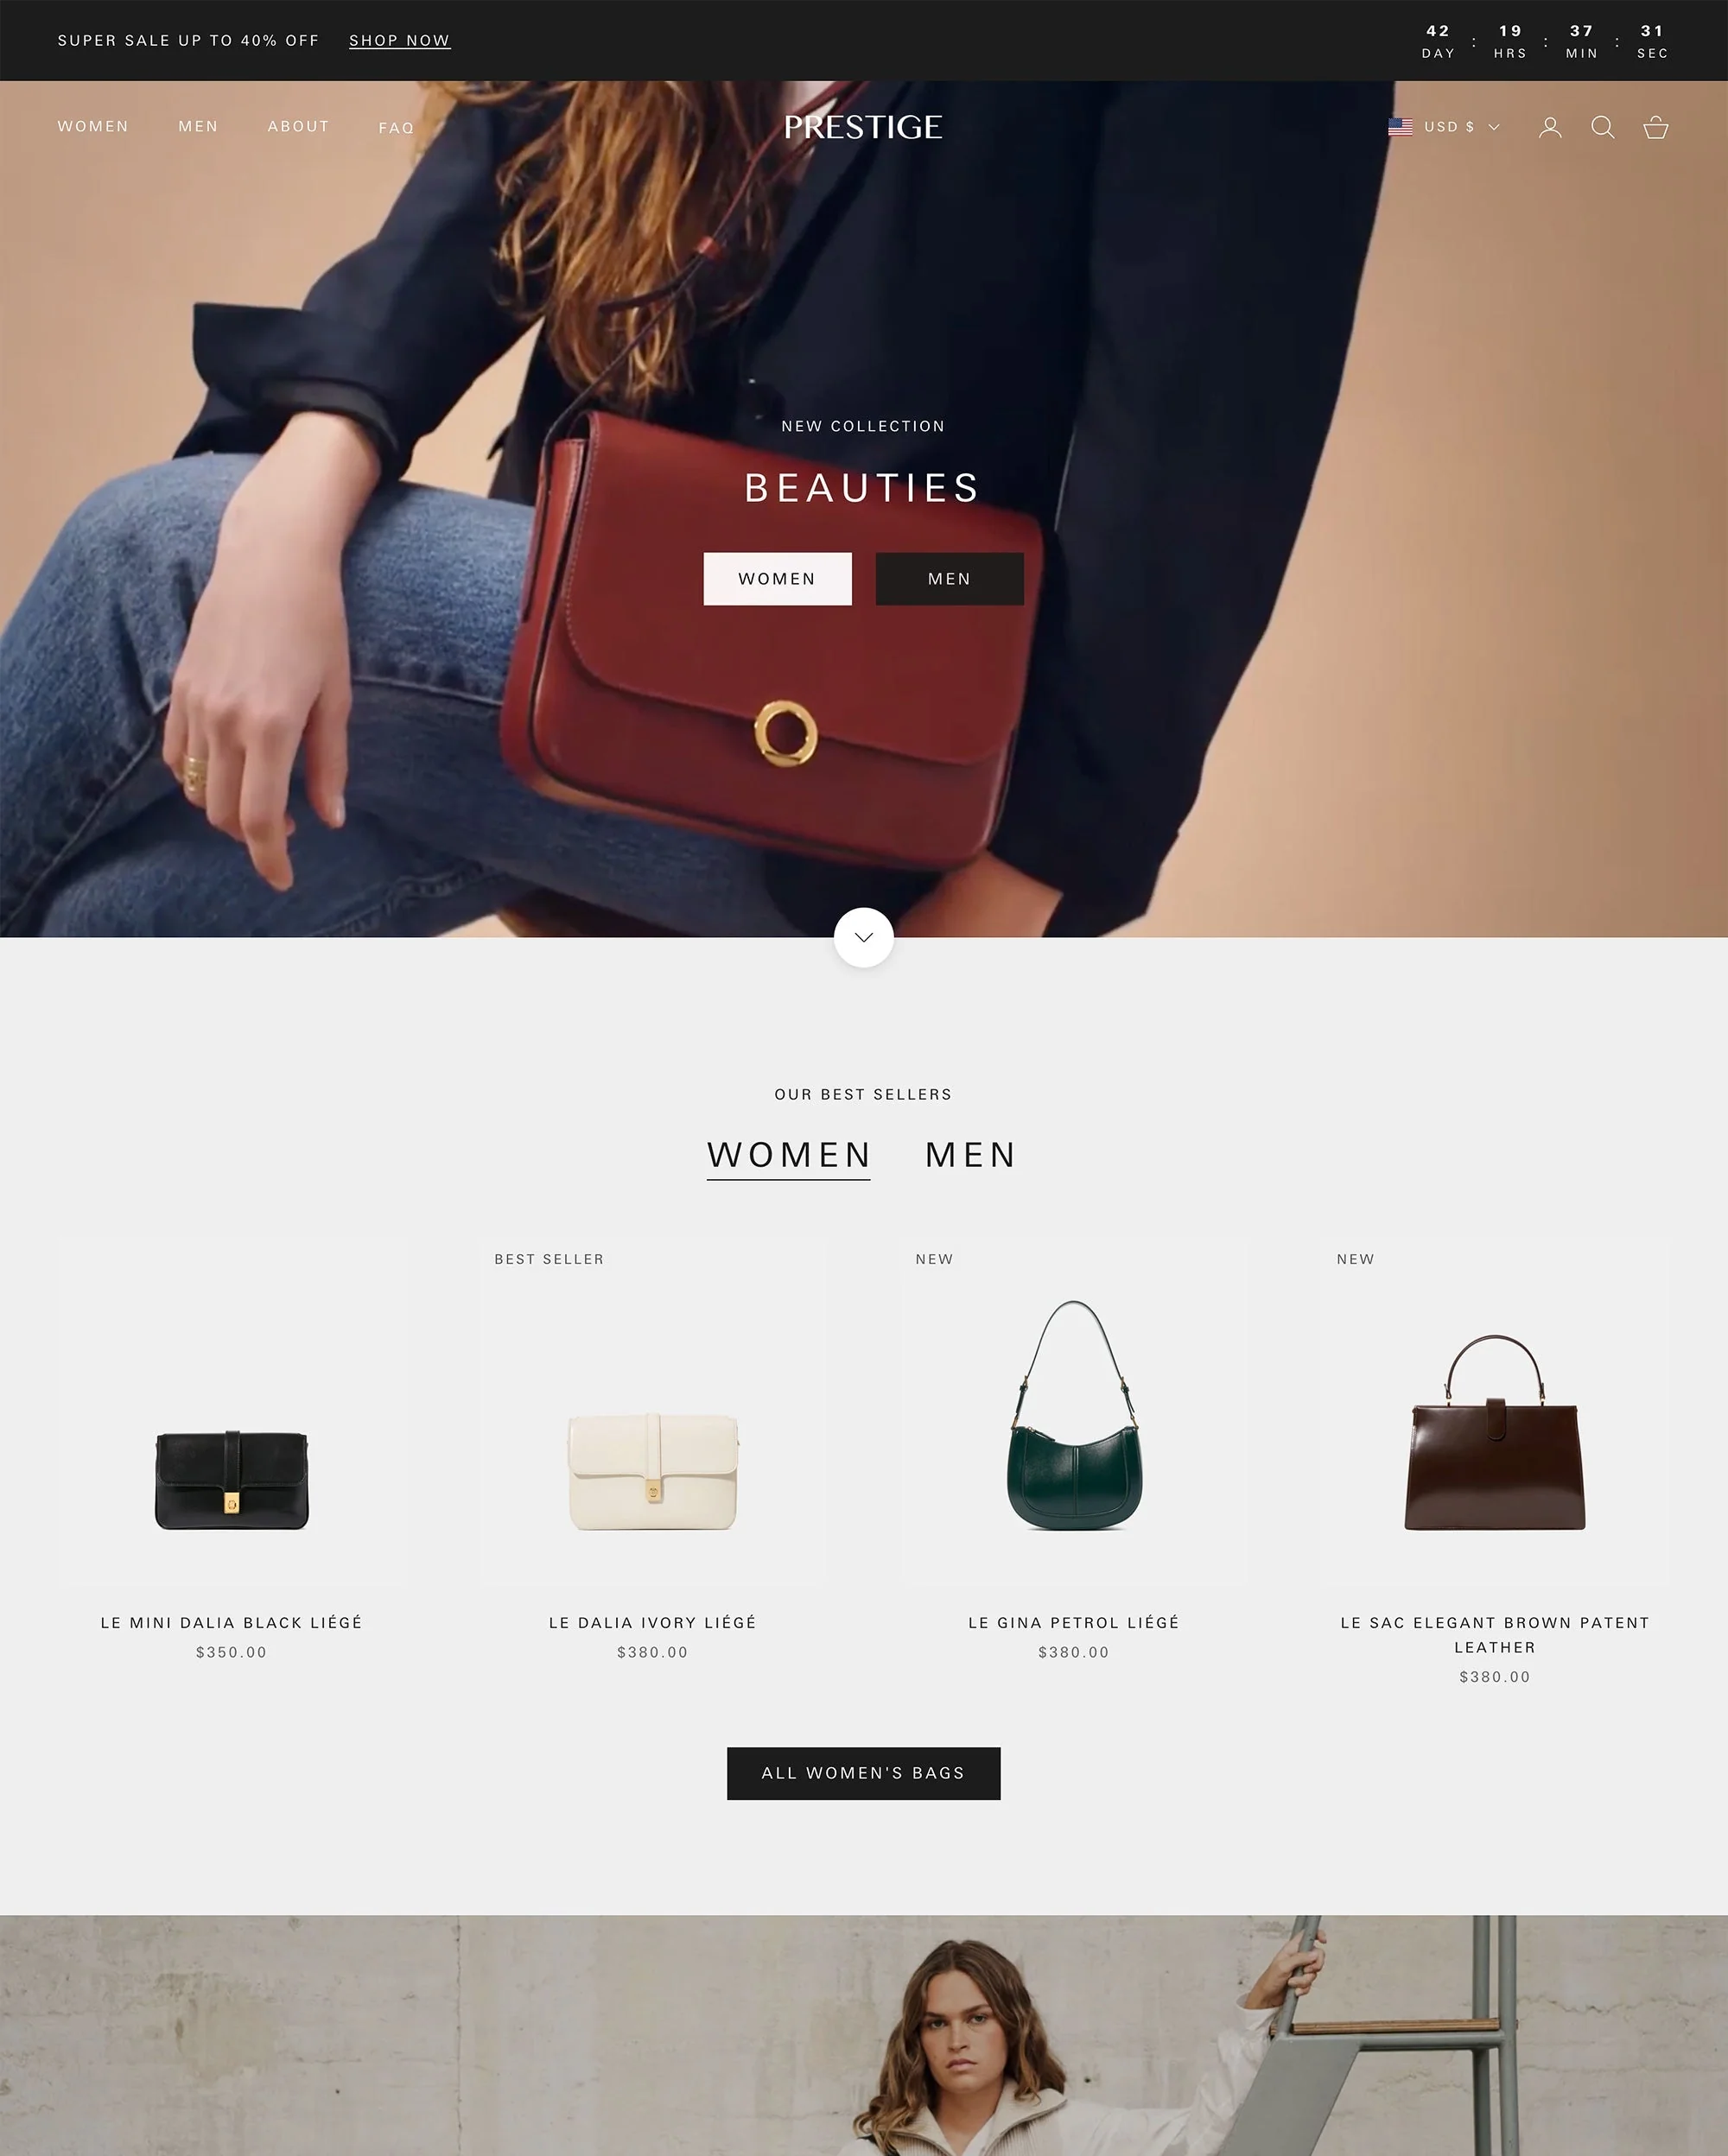 SUPER SALE UP TO 40% OFF SHOP NOW
42 : 19 : 37 : 31
DAY HRS MIN SEC
WOMEN MEN ABOUT FAQ
PRESTIGE
USD $
NEW COLLECTION
BEAUTIES
WOMEN MEN
OUR BEST SELLERS
WOMEN MEN
BEST SELLER NEW NEW
LE MINI DALIA BLACK LIÉGÉ
$350.00
LE DALIA IVORY LIÉGÉ
$380.00
LE GINA PETROL LIÉGÉ
$380.00
LE SAC ELEGANT BROWN PATENT
LEATHER
$380.00
ALL WOMEN'S BAGS